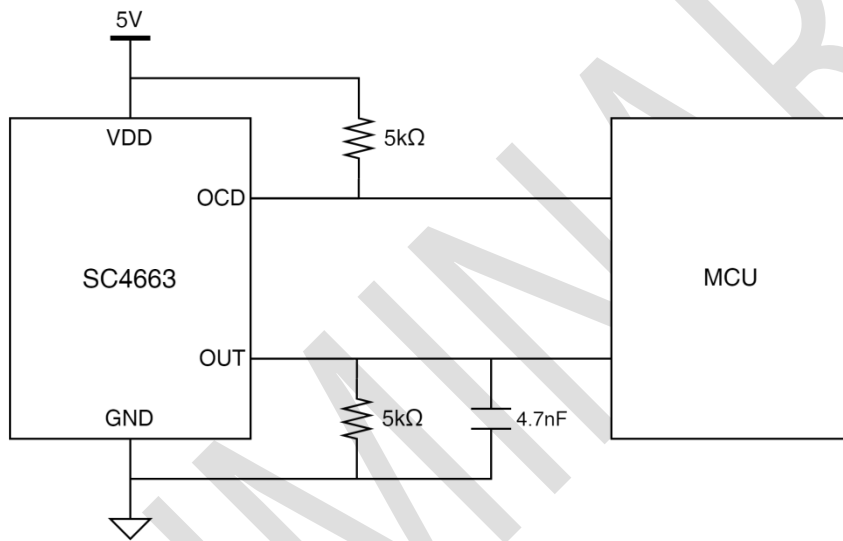 5V
VDD
5kΩ
OCD
SC4663
MCU
OUT
GND
5kΩ
4.7nF